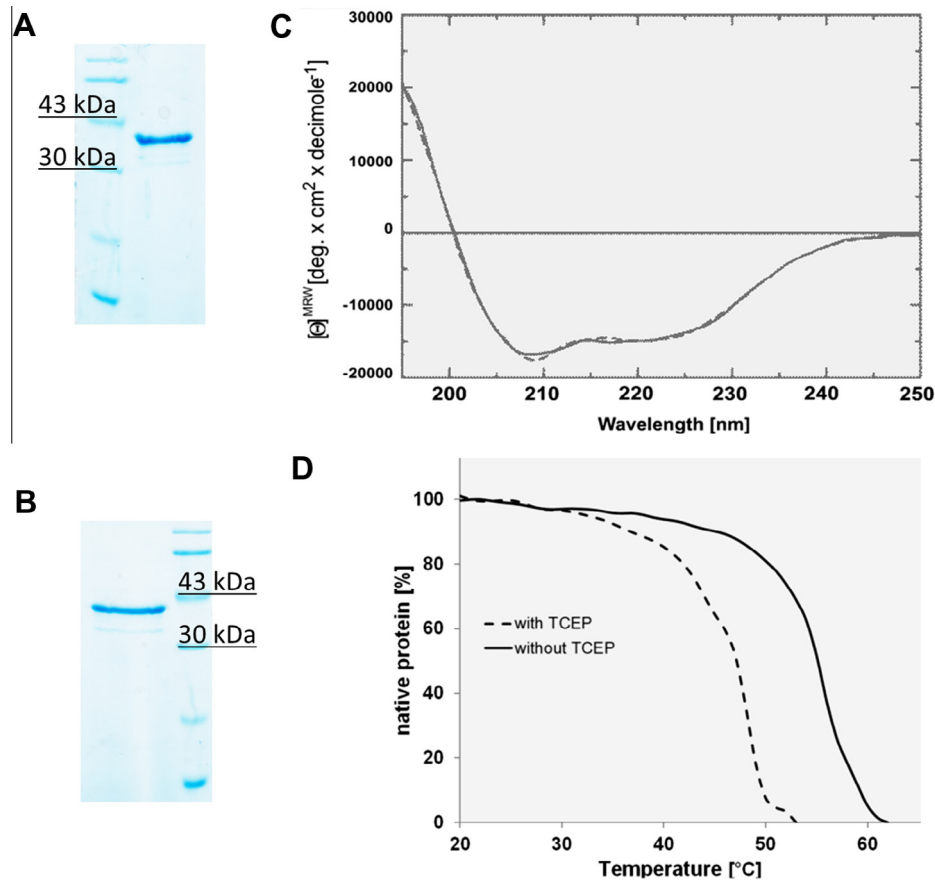 A
43 kDa
30 kDa
C
30000
20000
10000
0
-10000
-20000
[Θ]ᴹᴿᵂ [deg. x cm² x decimole⁻¹]
200 210 220 230 240 250
Wavelength [nm]
B
43 kDa
30 kDa
D
100
80
60
40
20
0
native protein [%]
with TCEP
without TCEP
20 30 40 50 60
Temperature [°C]